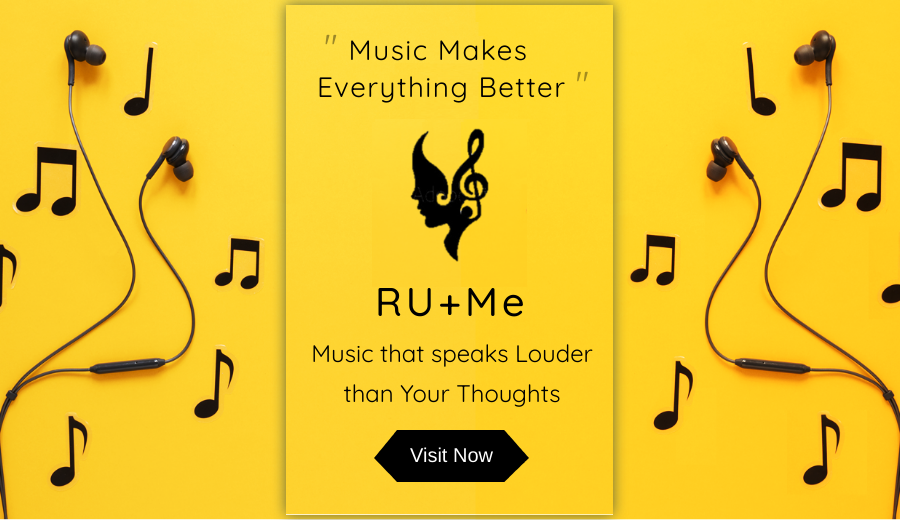 " Music Makes
Everything Better "
RU+Me
Music that speaks Louder
than Your Thoughts
Visit Now